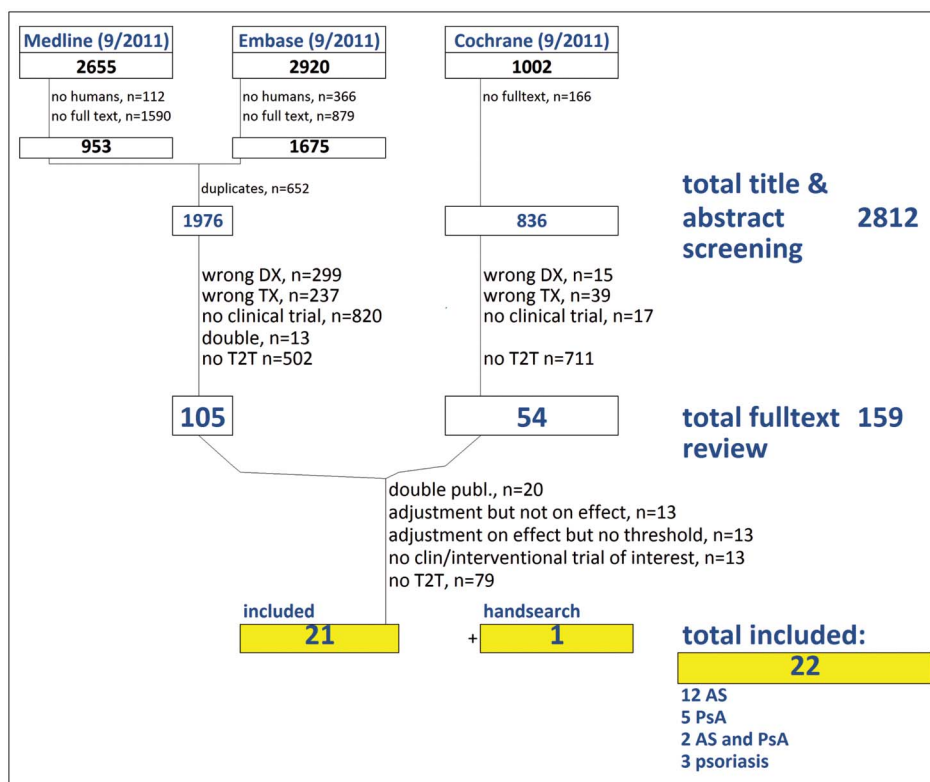 Medline (9/2011)
2655
Embase (9/2011)
2920
Cochrane (9/2011)
1002
no humans, n=112
no full text, n=1590
no humans, n=366
no full text, n=879
no fulltext, n=166
953
1675
duplicates, n=652
1976
836
total title &
abstract 2812
screening
wrong DX, n=299
wrong TX, n=237
no clinical trial, n=820
double, n=13
no T2T n=502
wrong DX, n=15
wrong TX, n=39
no clinical trial, n=17
no T2T n=711
105
54
total fulltext 159
review
double publ., n=20
adjustment but not on effect, n=13
adjustment on effect but no threshold, n=13
no clin/interventional trial of interest, n=13
no T2T, n=79
included
21
+
handsearch
1
total included:
22
12 AS
5 PsA
2 AS and PsA
3 psoriasis